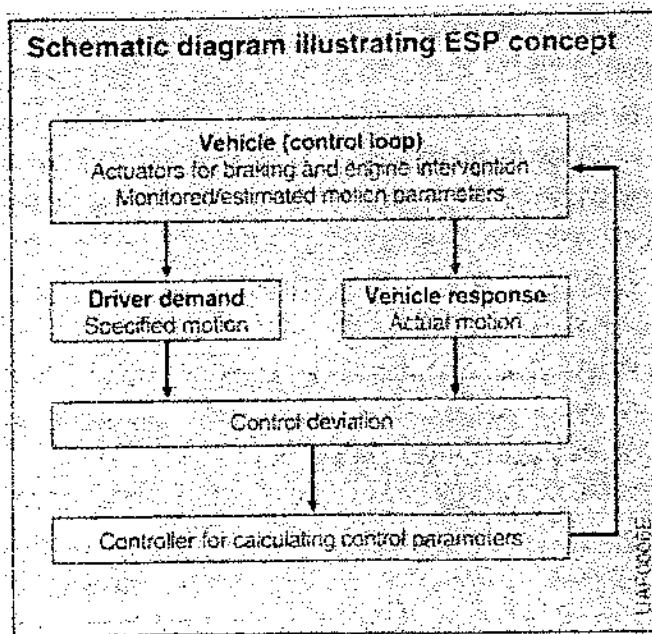 Schematic diagram illustrating ESP concept
Vehicle (control loop)
Actuators for braking and engine intervention
Monitored/estimated motion parameters
Driver demand
Specified motion
Vehicle response
Actual motion
Control deviation
Controller for calculating control parameters